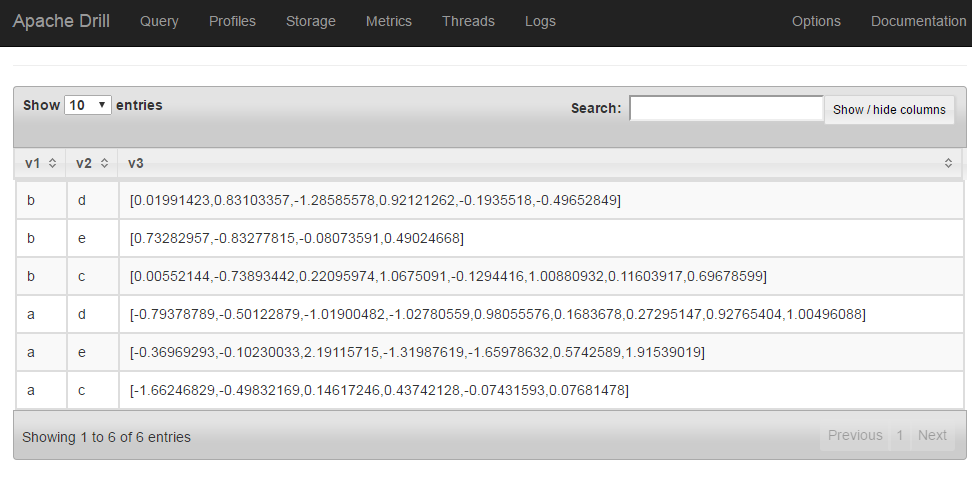 Apache Drill Query Profiles Storage Metrics Threads Logs Options Documentation
Show 10 entries Search: Show / hide columns
v1 v2 v3
b d [0.01991423,0.83103357,-1.28585578,0.92121262,-0.1935518,-0.49652849]
b e [0.73282957,-0.83277815,-0.08073591,0.49024668]
b c [0.00552144,-0.73893442,0.22095974,1.0675091,-0.1294416,1.00880932,0.11603917,0.69678599]
a d [-0.79378789,-0.50122879,-1.01900482,-1.02780559,0.98055576,0.1683678,0.27295147,0.92765404,1.00496088]
a e [-0.36969293,-0.10230033,2.19115715,-1.31987619,-1.65978632,0.5742589,1.91539019]
a c [-1.66246829,-0.49832169,0.14617246,0.43742128,-0.07431593,0.07681478]
Showing 1 to 6 of 6 entries Previous 1 Next